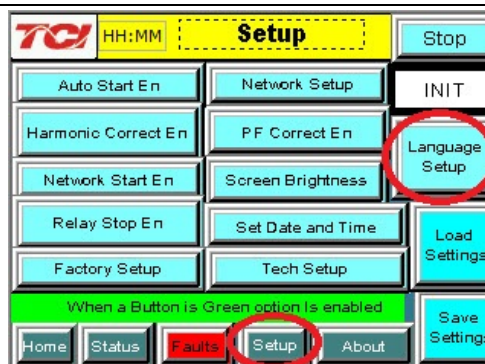 TCI HH:MM Setup Stop
Auto Start En Network Setup INIT
Harmonic Correct En PF Correct En
Language
Setup
Network Start En Screen Brightness
Relay Stop En Set Date and Time
Load
Settings
Factory Setup Tech Setup
When a Button is Green option Is enabled
Save
Settings
Home Status Faults Setup About